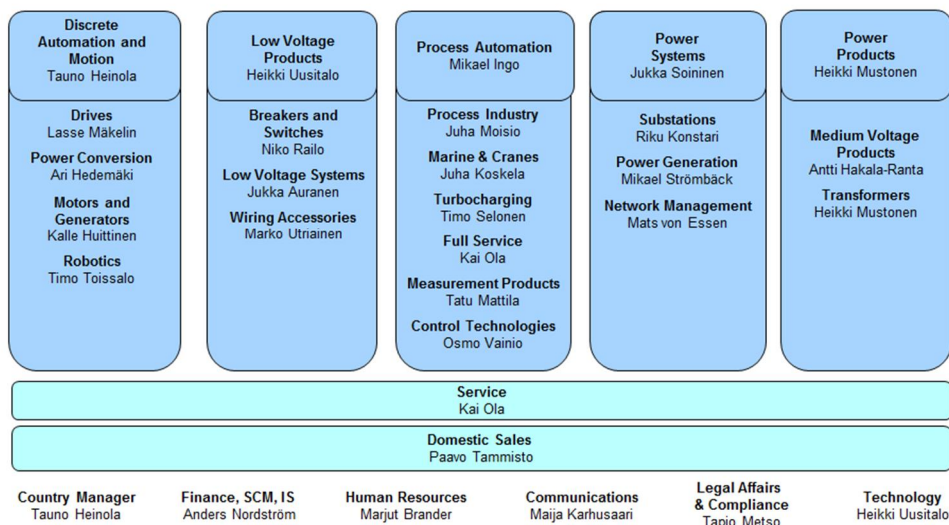 Discrete
Automation and
Motion
Tauno Heinola
Drives
Lasse Mäkelin
Power Conversion
Ari Hedemäki
Motors and
Generators
Kalle Huittinen
Robotics
Timo Toissalo
Low Voltage
Products
Heikki Uusitalo
Breakers and
Switches
Niko Railo
Low Voltage Systems
Jukka Auranen
Wiring Accessories
Marko Utriainen
Process Automation
Mikael Ingo
Process Industry
Juha Moisio
Marine & Cranes
Juha Koskela
Turbocharging
Timo Selonen
Full Service
Kai Ola
Measurement Products
Tatu Mattila
Control Technologies
Osmo Vainio
Power
Systems
Jukka Soininen
Substations
Riku Konstari
Power Generation
Mikael Strömbäck
Network Management
Mats von Essen
Power
Products
Heikki Mustonen
Medium Voltage
Products
Antti Hakala-Ranta
Transformers
Heikki Mustonen
Service
Kai Ola
Domestic Sales
Paavo Tammisto
Country Manager
Tauno Heinola
Finance, SCM, IS
Anders Nordström
Human Resources
Marjut Brander
Communications
Maija Karhusaari
Legal Affairs
& Compliance
Tapio Metso
Technology
Heikki Uusitalo